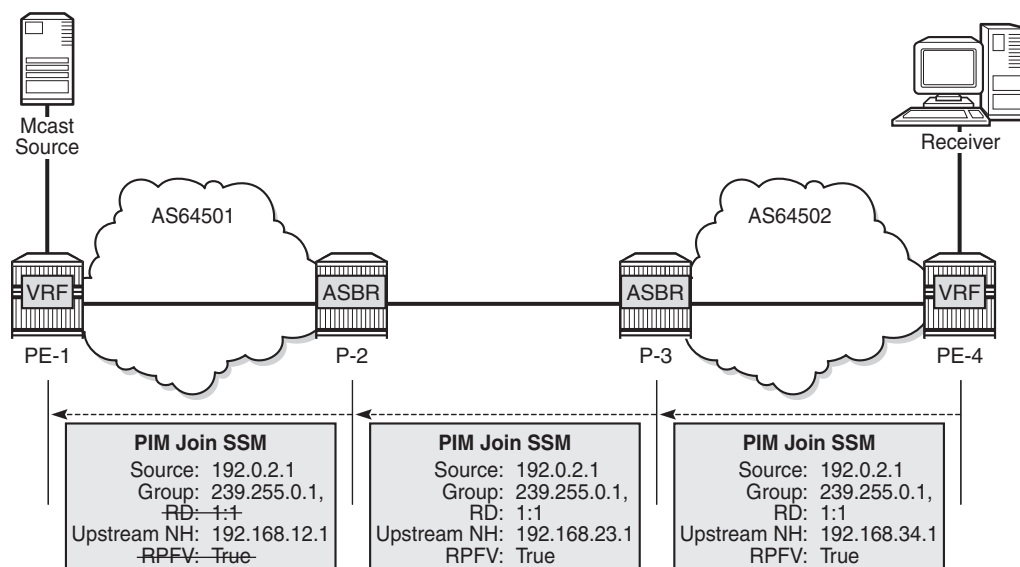 Mcast
Source
Receiver
AS64501
AS64502
VRF
ASBR
ASBR
VRF
PE-1
P-2
P-3
PE-4
PIM Join SSM
Source: 192.0.2.1
Group: 239.255.0.1,
RD: 1:1
Upstream NH: 192.168.12.1
RPFV: True
PIM Join SSM
Source: 192.0.2.1
Group: 239.255.0.1,
RD: 1:1
Upstream NH: 192.168.23.1
RPFV: True
PIM Join SSM
Source: 192.0.2.1
Group: 239.255.0.1,
RD: 1:1
Upstream NH: 192.168.34.1
RPFV: True